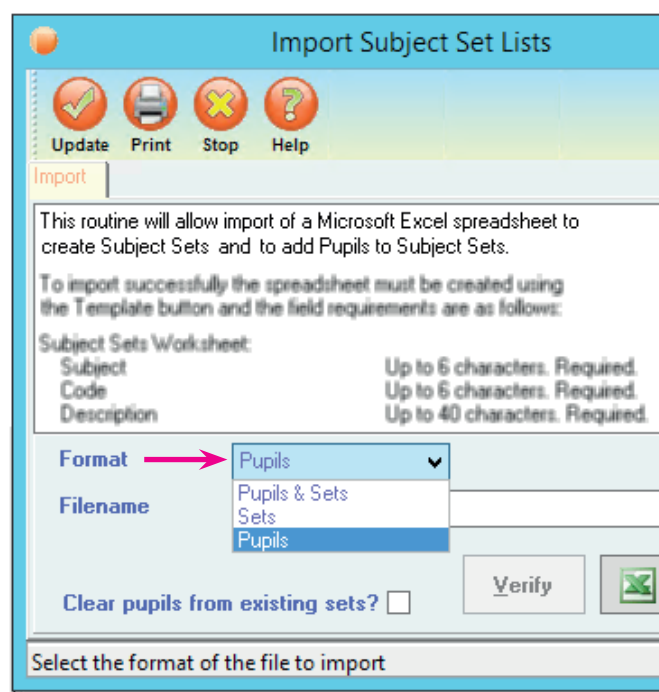 Import Subject Set Lists
Update Print Stop Help
Import
This routine will allow import of a Microsoft Excel spreadsheet to
create Subject Sets and to add Pupils to Subject Sets.
To import successfully the spreadsheet must be created using
the Template button and the field requirements are as follows:
Subject Sets Worksheet:
Subject Up to 6 characters. Required.
Code Up to 6 characters. Required.
Description Up to 40 characters. Required.
Format Pupils
Pupils & Sets
Filename
Sets
Pupils
Verify
Clear pupils from existing sets?
Select the format of the file to import